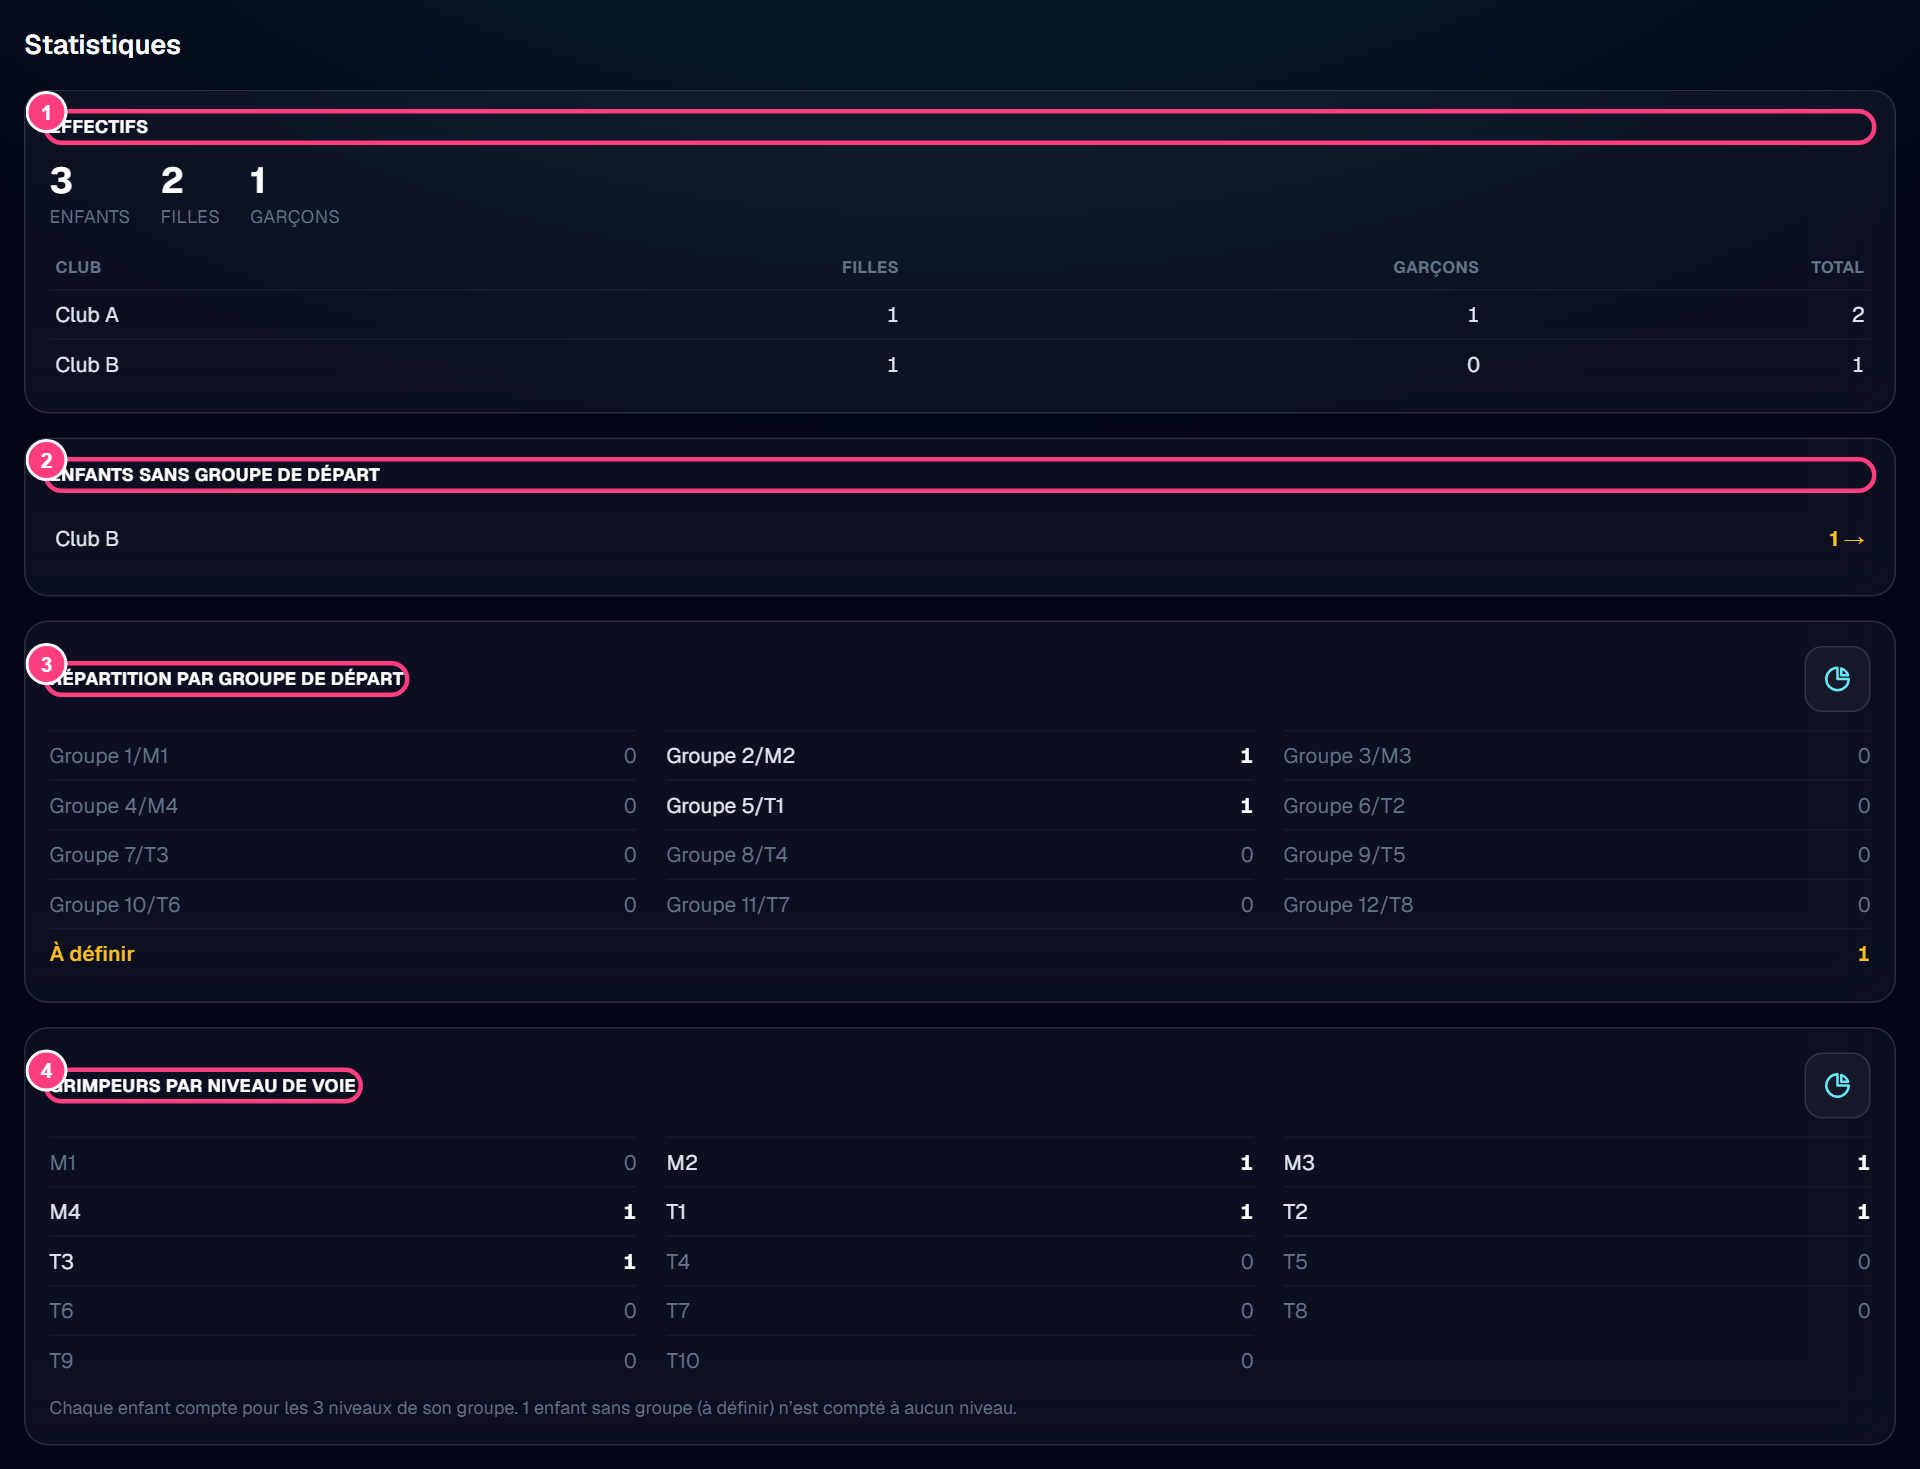 Statistiques
1
EFFECTIFS
3 2 1
ENFANTS FILLES GARÇONS
CLUB FILLES GARÇONS TOTAL
Club A 1 1 2
Club B 1 0 1
2
ENFANTS SANS GROUPE DE DÉPART
Club B 1 →
3
RÉPARTITION PAR GROUPE DE DÉPART
Groupe 1/M1 0 Groupe 2/M2 1 Groupe 3/M3 0
Groupe 4/M4 0 Groupe 5/T1 1 Groupe 6/T2 0
Groupe 7/T3 0 Groupe 8/T4 0 Groupe 9/T5 0
Groupe 10/T6 0 Groupe 11/T7 0 Groupe 12/T8 0
À définir 1
4
GRIMPEURS PAR NIVEAU DE VOIE
M1 0 M2 1 M3 1
M4 1 T1 1 T2 1
T3 1 T4 0 T5 0
T6 0 T7 0 T8 0
T9 0 T10 0
Chaque enfant compte pour les 3 niveaux de son groupe. 1 enfant sans groupe (à définir) n’est compté à aucun niveau.